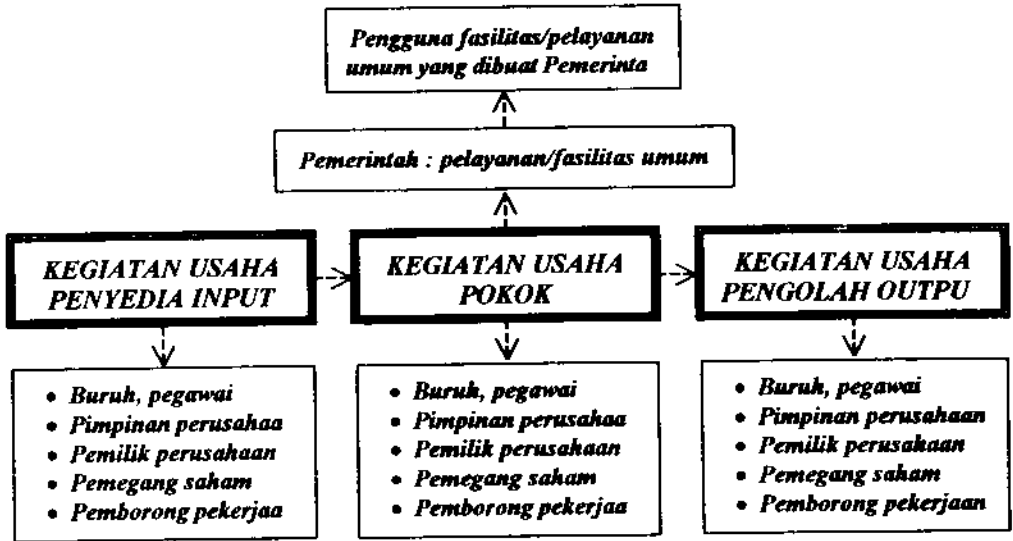 Pengguna fasilitas/pelayanan
umum yang dibuat Pemerinta
Pemerintah : pelayanan/fasilitas umum
KEGIATAN USAHA
PENYEDIA INPUT
KEGIATAN USAHA
POKOK
KEGIATAN USAHA
PENGOLAH OUTPU
• Buruh, pegawai
• Pimpinan perusahaa
• Pemilik perusahaan
• Pemegang saham
• Pemborong pekerjaa
• Buruh, pegawai
• Pimpinan perusahaa
• Pemilik perusahaan
• Pemegang saham
• Pemborong pekerjaa
• Buruh, pegawai
• Pimpinan perusahaan
• Pemilik perusahaan
• Pemegang saham
• Pemborong pekerjaan